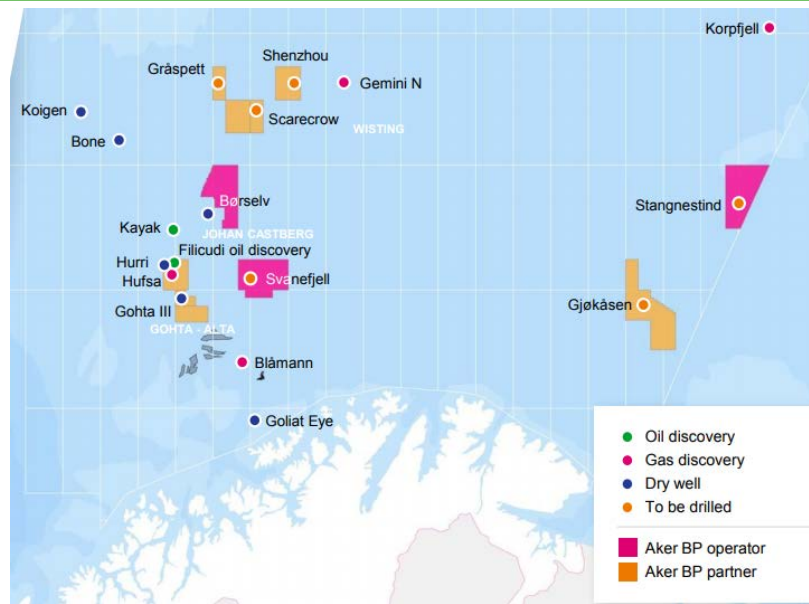 Korpfjell
Shenzhou
Gråspett
Gemini N
Koigen
Scarecrow
WISTING
Bone
Børselv
Stangnestind
Kayak
JOHAN CASTBERG
Filicudi oil discovery
Hurri
Hufsa
Svanefjell
Gohta III
Gjøkåsen
GOHTA - ALTA
Blåmann
Goliat Eye
Oil discovery
Gas discovery
Dry well
To be drilled
Aker BP operator
Aker BP partner